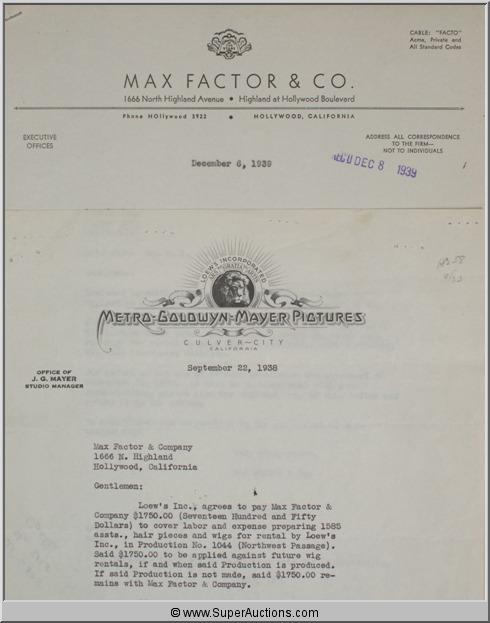 CABLE: "FACTO"
Acme, Private and
All Standard Codes
MAX FACTOR & CO.
1666 North Highland Avenue • Highland at Hollywood Boulevard
Phone HOllywood 3922 • HOLLYWOOD, CALIFORNIA
EXECUTIVE
OFFICES
ADDRESS ALL CORRESPONDENCE
TO THE FIRM—
NOT TO INDIVIDUALS
December 6, 1939
REC'D DEC 8 1939
LOEW'S INCORPORATED
ARS GRATIA ARTIS
METRO-GOLDWYN-MAYER PICTURES
CULVER-CITY
CALIFORNIA
September 22, 1938
OFFICE OF
J. G. MAYER
STUDIO MANAGER
Max Factor & Company
1666 N. Highland
Hollywood, California
Gentlemen:
Loew's Inc., agrees to pay Max Factor &
Company $1750.00 (Seventeen Hundred and Fifty
Dollars) to cover labor and expense preparing 1585
assts., hair pieces and wigs for rental by Loew's
Inc., in Production No. 1044 (Northwest Passage).
Said $1750.00 to be applied against future wig
rentals, if and when said Production is produced.
If said Production is not made, said $1750.00 re-
mains with Max Factor & Company.
© www.SuperAuctions.com